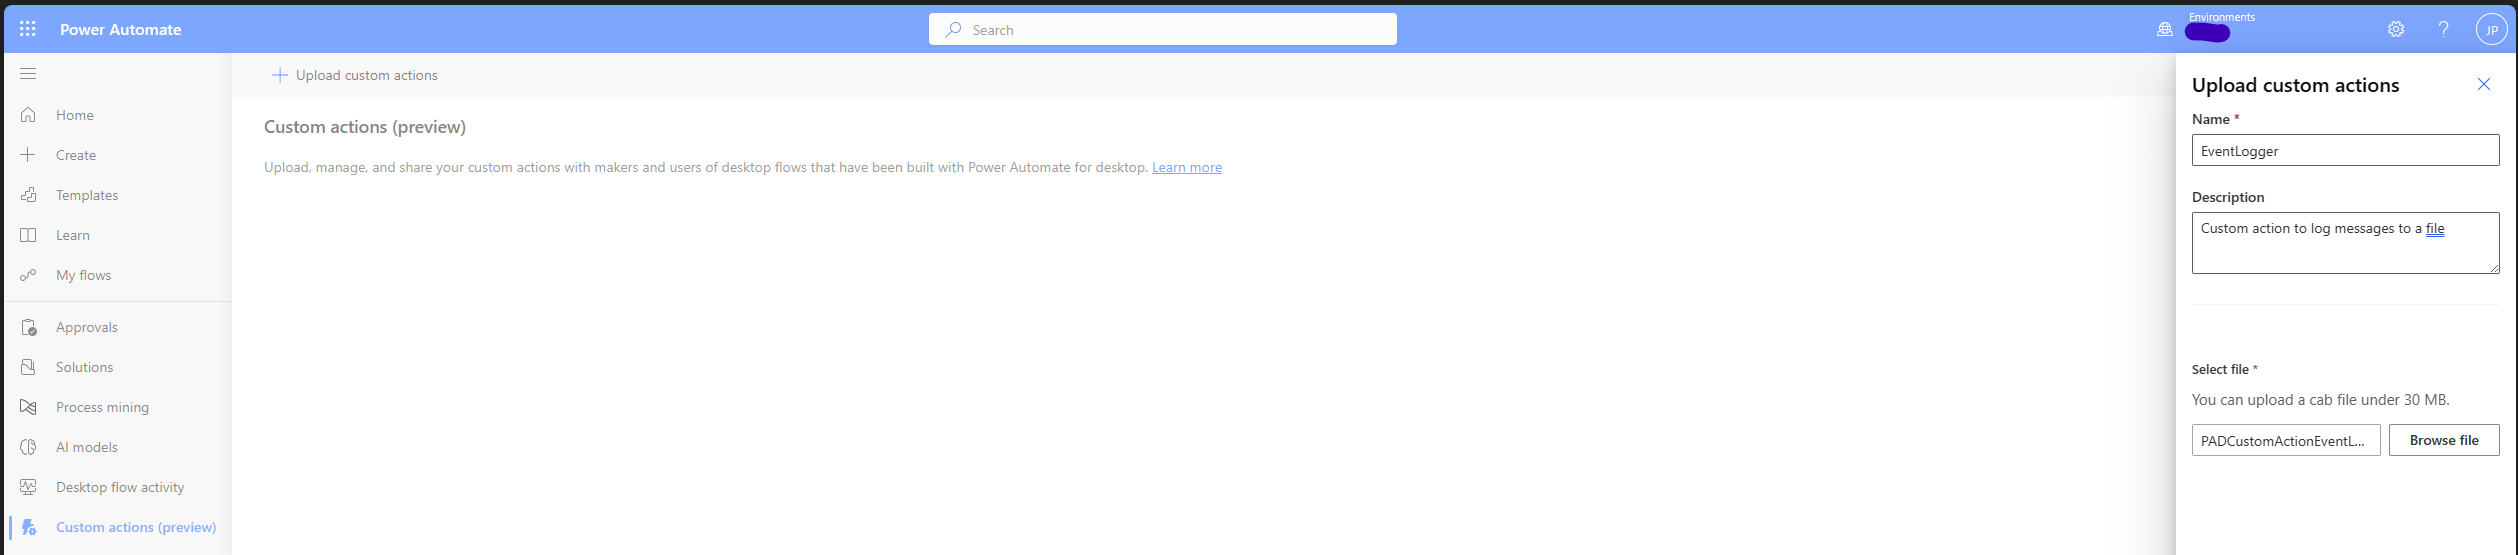 Power Automate
Search
Environments
JP
Home
Create
Templates
Learn
My flows
Approvals
Solutions
Process mining
AI models
Desktop flow activity
Custom actions (preview)
Upload custom actions
Custom actions (preview)
Upload, manage, and share your custom actions with makers and users of desktop flows that have been built with Power Automate for desktop. Learn more
Upload custom actions
Name *
EventLogger
Description
Custom action to log messages to a file
Select file *
You can upload a cab file under 30 MB.
PADCustomActionEventL...
Browse file